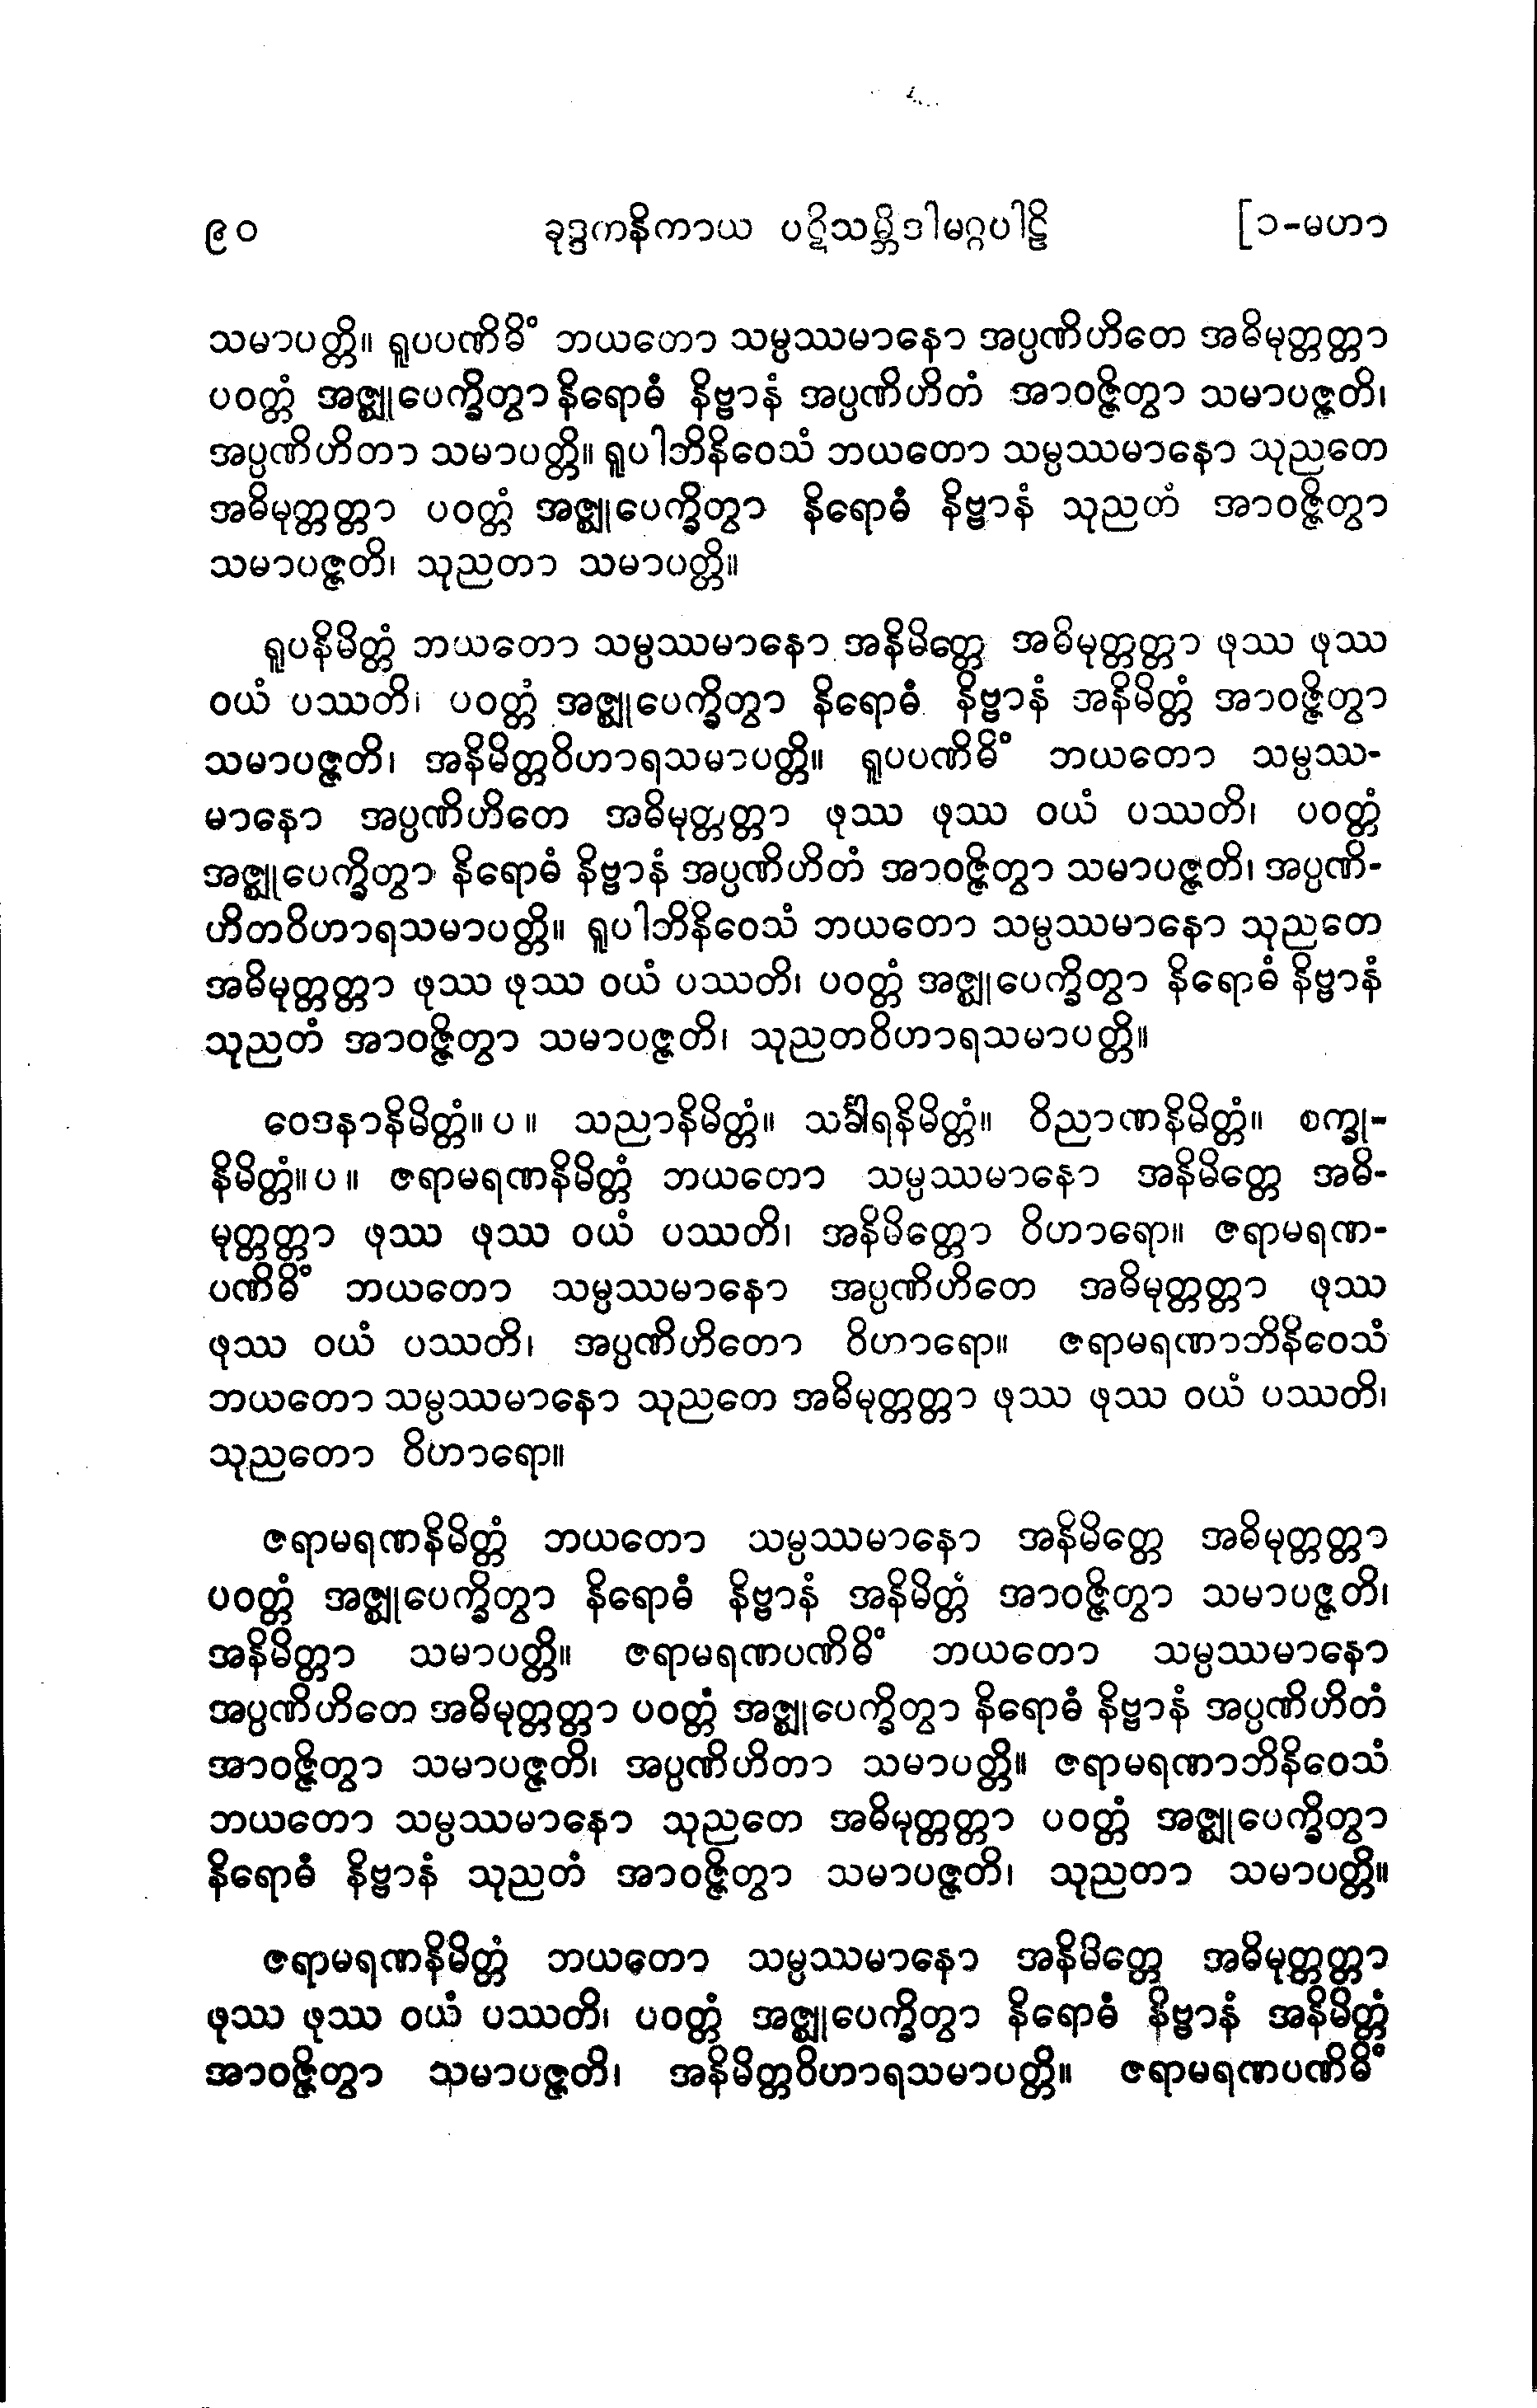 ၉၀ ခုဒ္ဒကနိကာယ ပဋိသမ္ဘိဒါမဂ္ဂပါဠိ [၁-မဟာ
သမာပတ္တိ။ ရူပပဏိဓိံ ဘယတော သမ္ပဿမာနော အပ္ပဏိဟိတေ အဓိမုတ္တတ္တာ
ပဝတ္တံ အဇ္ဈုပေက္ခိတွာ နိရောဓံ နိဗ္ဗာနံ အပ္ပဏိဟိတံ အာဝဇ္ဇိတွာ သမာပဇ္ဇတိ၊
အပ္ပဏိဟိတာ သမာပတ္တိ။ ရူပါဘိနိဝေသံ ဘယတော သမ္ပဿမာနော သုညတေ
အဓိမုတ္တတ္တာ ပဝတ္တံ အဇ္ဈုပေက္ခိတွာ နိရောဓံ နိဗ္ဗာနံ သုညတံ အာဝဇ္ဇိတွာ
သမာပဇ္ဇတိ၊ သုညတာ သမာပတ္တိ။
ရူပနိမိတ္တံ ဘယတော သမ္ပဿမာနော အနိမိတ္တေ အဓိမုတ္တတ္တာ ဖုဿ ဖုဿ
ဝယံ ပဿတိ၊ ပဝတ္တံ အဇ္ဈုပေက္ခိတွာ နိရောဓံ နိဗ္ဗာနံ အနိမိတ္တံ အာဝဇ္ဇိတွာ
သမာပဇ္ဇတိ၊ အနိမိတ္တဝိဟာရသမာပတ္တိ။ ရူပပဏိဓိံ ဘယတော သမ္ပဿ-
မာနော အပ္ပဏိဟိတေ အဓိမုတ္တတ္တာ ဖုဿ ဖုဿ ဝယံ ပဿတိ၊ ပဝတ္တံ
အဇ္ဈုပေက္ခိတွာ နိရောဓံ နိဗ္ဗာနံ အပ္ပဏိဟိတံ အာဝဇ္ဇိတွာ သမာပဇ္ဇတိ၊ အပ္ပဏိ-
ဟိတဝိဟာရသမာပတ္တိ။ ရူပါဘိနိဝေသံ ဘယတော သမ္ပဿမာနော သုညတေ
အဓိမုတ္တတ္တာ ဖုဿ ဖုဿ ဝယံ ပဿတိ၊ ပဝတ္တံ အဇ္ဈုပေက္ခိတွာ နိရောဓံ နိဗ္ဗာနံ
သုညတံ အာဝဇ္ဇိတွာ သမာပဇ္ဇတိ၊ သုညတဝိဟာရသမာပတ္တိ။
ဝေဒနာနိမိတ္တံ။ ပ ။ သညာနိမိတ္တံ။ သင်္ခါရနိမိတ္တံ။ ဝိညာဏနိမိတ္တံ။ စက္ခု-
နိမိတ္တံ။ ပ ။ ဇရာမရဏနိမိတ္တံ ဘယတော သမ္ပဿမာနော အနိမိတ္တေ အဓိ-
မုတ္တတ္တာ ဖုဿ ဖုဿ ဝယံ ပဿတိ၊ အနိမိတ္တော ဝိဟာရော။ ဇရာမရဏ-
ပဏိဓိံ ဘယတော သမ္ပဿမာနော အပ္ပဏိဟိတေ အဓိမုတ္တတ္တာ ဖုဿ
ဖုဿ ဝယံ ပဿတိ၊ အပ္ပဏိဟိတော ဝိဟာရော။ ဇရာမရဏာဘိနိဝေသံ
ဘယတော သမ္ပဿမာနော သုညတေ အဓိမုတ္တတ္တာ ဖုဿ ဖုဿ ဝယံ ပဿတိ၊
သုညတော ဝိဟာရော။
ဇရာမရဏနိမိတ္တံ ဘယတော သမ္ပဿမာနော အနိမိတ္တေ အဓိမုတ္တတ္တာ
ပဝတ္တံ အဇ္ဈုပေက္ခိတွာ နိရောဓံ နိဗ္ဗာနံ အနိမိတ္တံ အာဝဇ္ဇိတွာ သမာပဇ္ဇတိ၊
အနိမိတ္တာ သမာပတ္တိ။ ဇရာမရဏပဏိဓိံ ဘယတော သမ္ပဿမာနော
အပ္ပဏိဟိတေ အဓိမုတ္တတ္တာ ပဝတ္တံ အဇ္ဈုပေက္ခိတွာ နိရောဓံ နိဗ္ဗာနံ အပ္ပဏိဟိတံ
အာဝဇ္ဇိတွာ သမာပဇ္ဇတိ၊ အပ္ပဏိဟိတာ သမာပတ္တိ။ ဇရာမရဏာဘိနိဝေသံ
ဘယတော သမ္ပဿမာနော သုညတေ အဓိမုတ္တတ္တာ ပဝတ္တံ အဇ္ဈုပေက္ခိတွာ
နိရောဓံ နိဗ္ဗာနံ သုညတံ အာဝဇ္ဇိတွာ သမာပဇ္ဇတိ၊ သုညတာ သမာပတ္တိ။
ဇရာမရဏနိမိတ္တံ ဘယတော သမ္ပဿမာနော အနိမိတ္တေ အဓိမုတ္တတ္တာ
ဖုဿ ဖုဿ ဝယံ ပဿတိ၊ ပဝတ္တံ အဇ္ဈုပေက္ခိတွာ နိရောဓံ နိဗ္ဗာနံ အနိမိတ္တံ
အာဝဇ္ဇိတွာ သမာပဇ္ဇတိ၊ အနိမိတ္တဝိဟာရသမာပတ္တိ။ ဇရာမရဏပဏိဓိံ